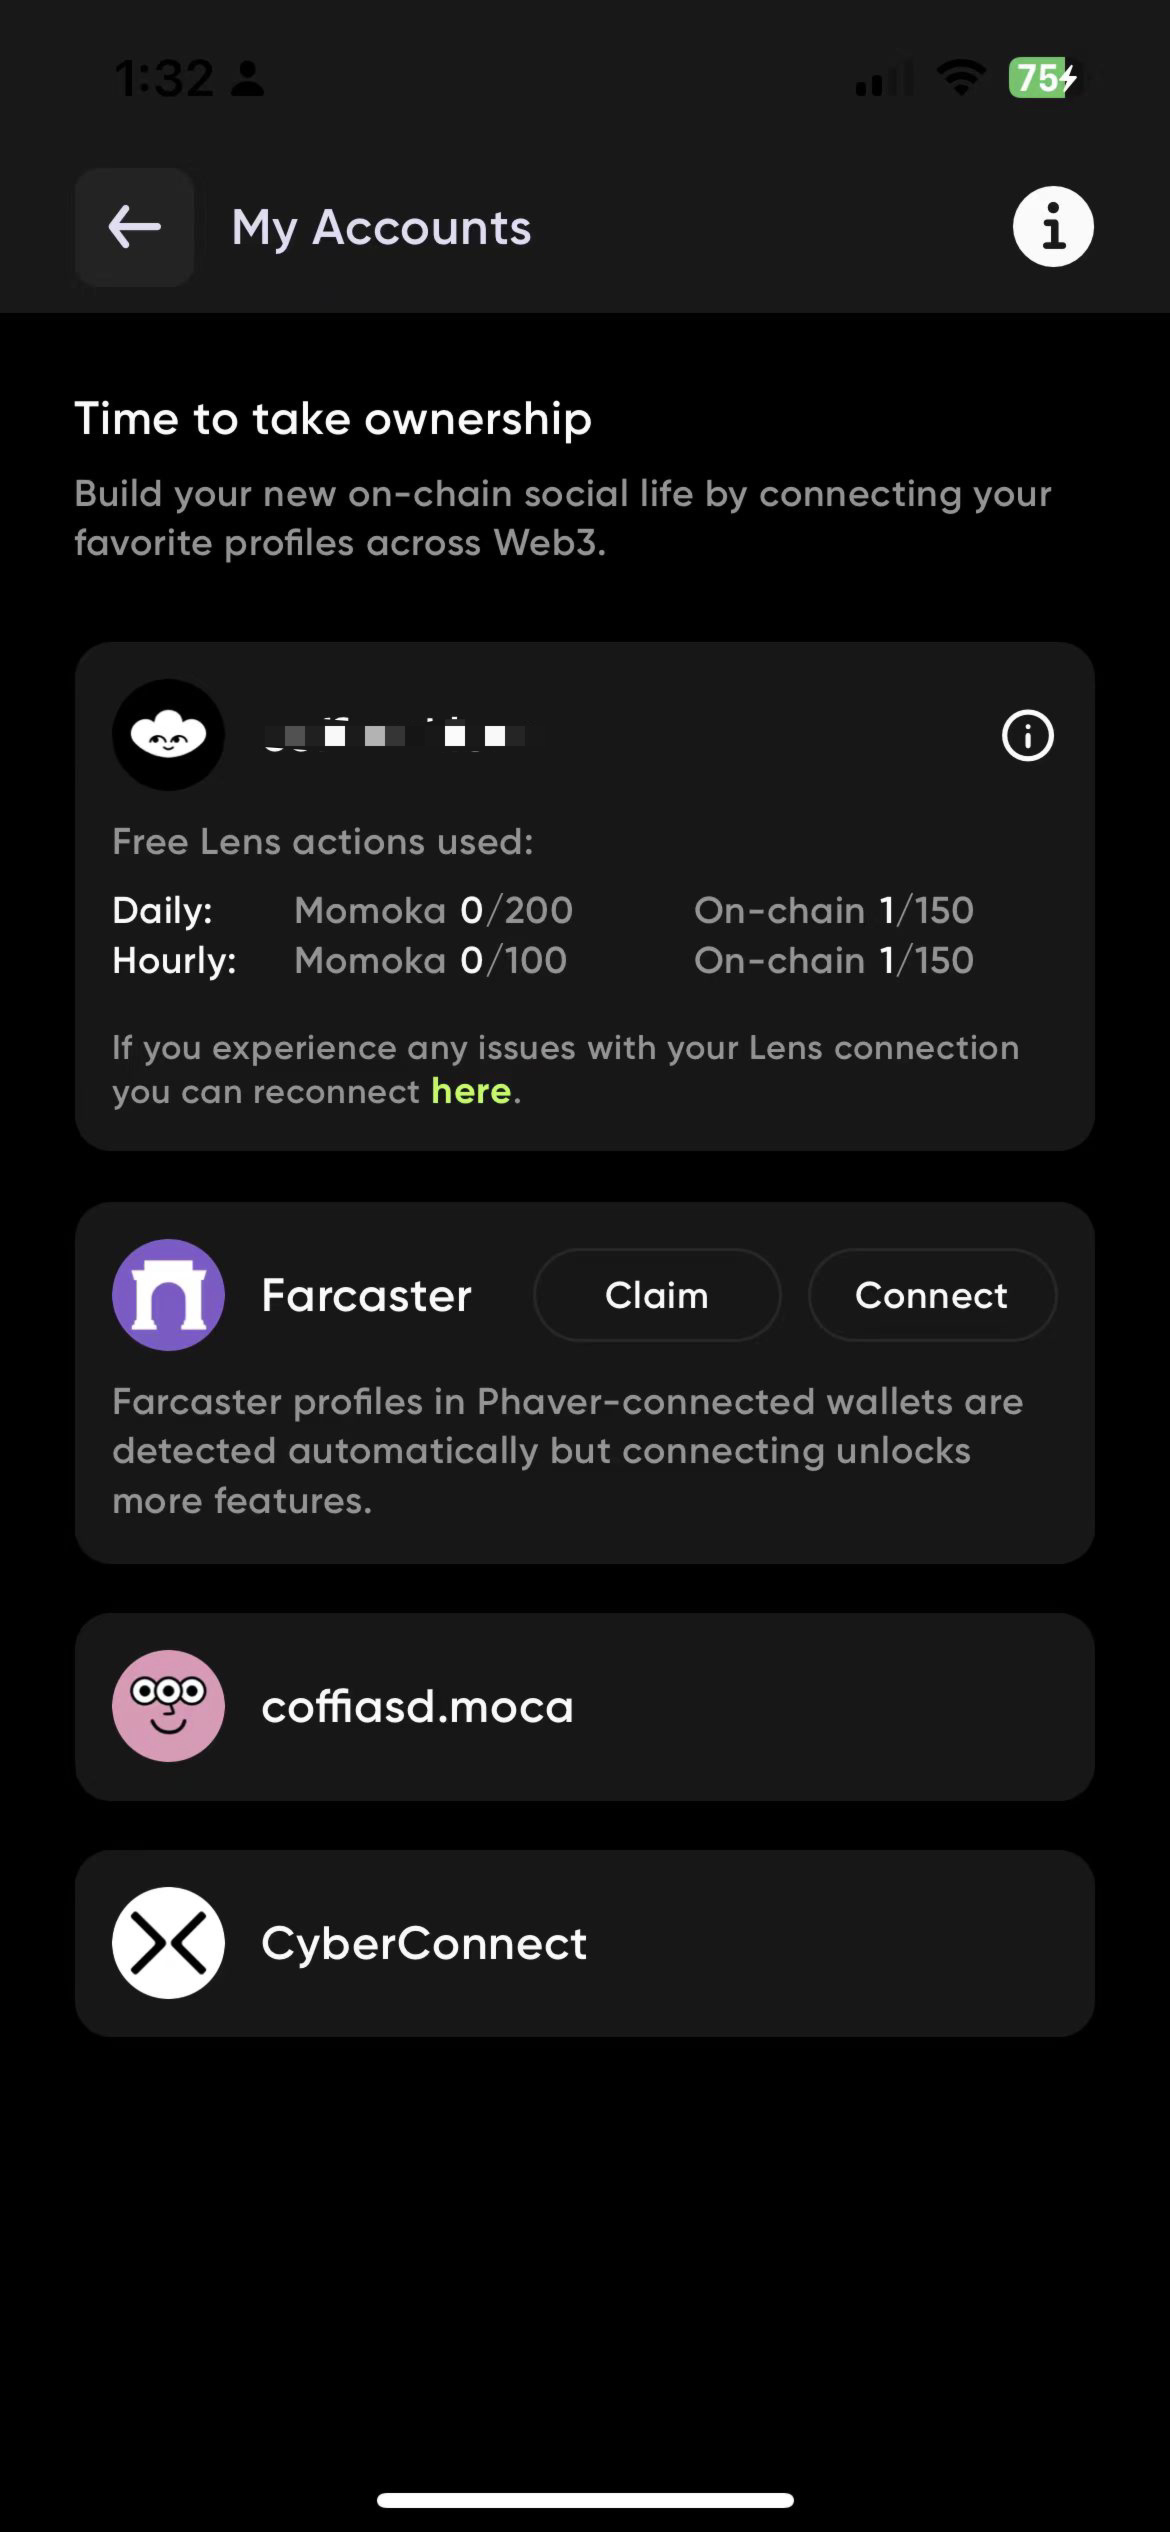 1:32
75
My Accounts
Time to take ownership
Build your new on-chain social life by connecting your
favorite profiles across Web3.
Free Lens actions used:
Daily: Momoka 0/200 On-chain 1/150
Hourly: Momoka 0/100 On-chain 1/150
If you experience any issues with your Lens connection
you can reconnect here.
Farcaster Claim Connect
Farcaster profiles in Phaver-connected wallets are
detected automatically but connecting unlocks
more features.
coffiasd.moca
CyberConnect